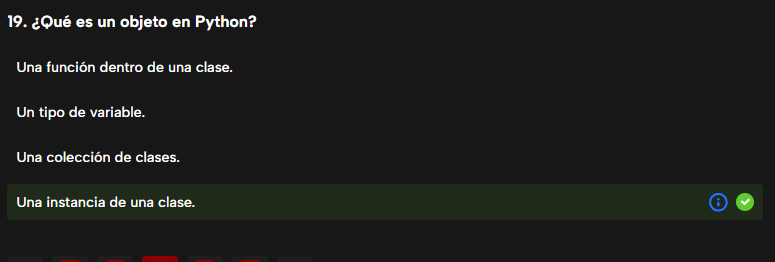 19. ¿Qué es un objeto en Python?
Una función dentro de una clase.
Un tipo de variable.
Una colección de clases.
Una instancia de una clase.